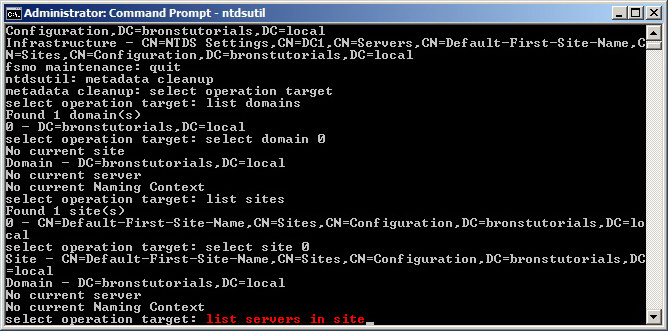 Administrator: Command Prompt - ntdsutil
Configuration,DC=bronstutorials,DC=local
Infrastructure - CN=NTDS Settings,CN=DC1,CN=Servers,CN=Default-First-Site-Name,C
N=Sites,CN=Configuration,DC=bronstutorials,DC=local
fsmo maintenance: quit
ntdsutil: metadata cleanup
metadata cleanup: select operation target
select operation target: list domains
Found 1 domain(s)
0 - DC=bronstutorials,DC=local
select operation target: select domain 0
No current site
Domain - DC=bronstutorials,DC=local
No current server
No current Naming Context
select operation target: list sites
Found 1 site(s)
0 - CN=Default-First-Site-Name,CN=Sites,CN=Configuration,DC=bronstutorials,DC=lo
cal
select operation target: select site 0
Site - CN=Default-First-Site-Name,CN=Sites,CN=Configuration,DC=bronstutorials,DC
=local
Domain - DC=bronstutorials,DC=local
No current server
No current Naming Context
select operation target: list servers in site